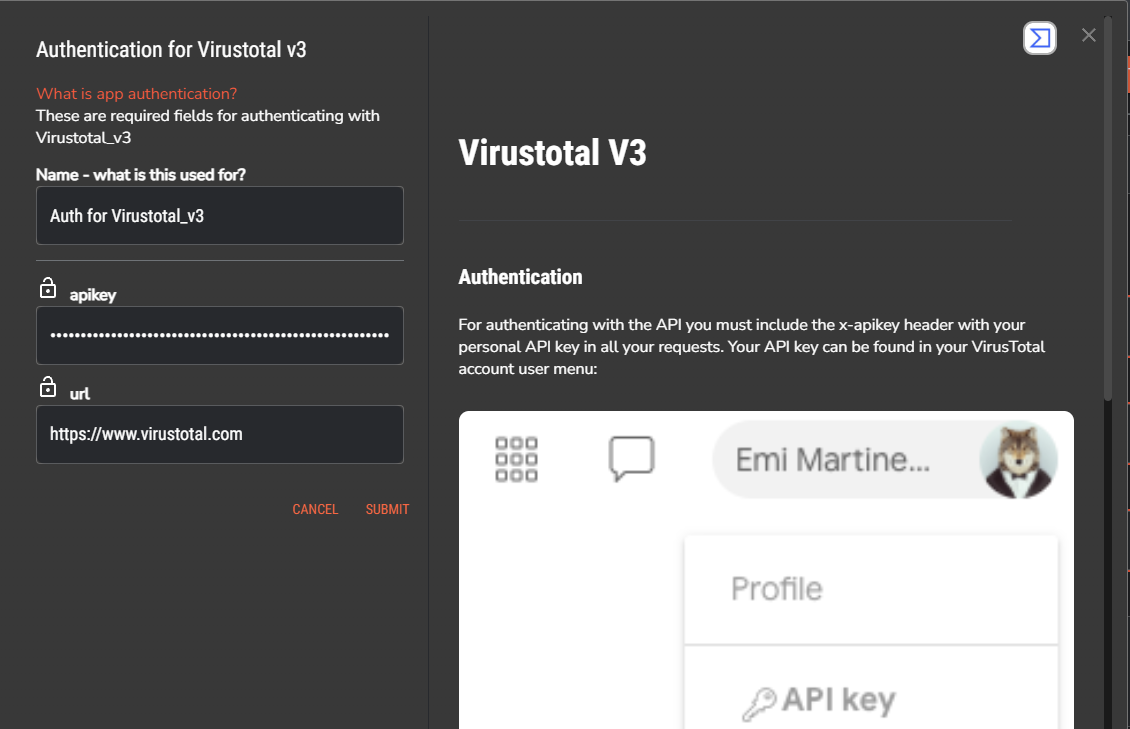 Authentication for Virustotal v3
What is app authentication?
These are required fields for authenticating with
Virustotal_v3
Name - what is this used for?
Auth for Virustotal_v3
apikey
••••••••••••••••••••••••••••••••••••••••••••••••••••••••
url
https://www.virustotal.com
CANCEL SUBMIT
Virustotal V3
Authentication
For authenticating with the API you must include the x-apikey header with your
personal API key in all your requests. Your API key can be found in your VirusTotal
account user menu:
Emi Martine...
Profile
API key